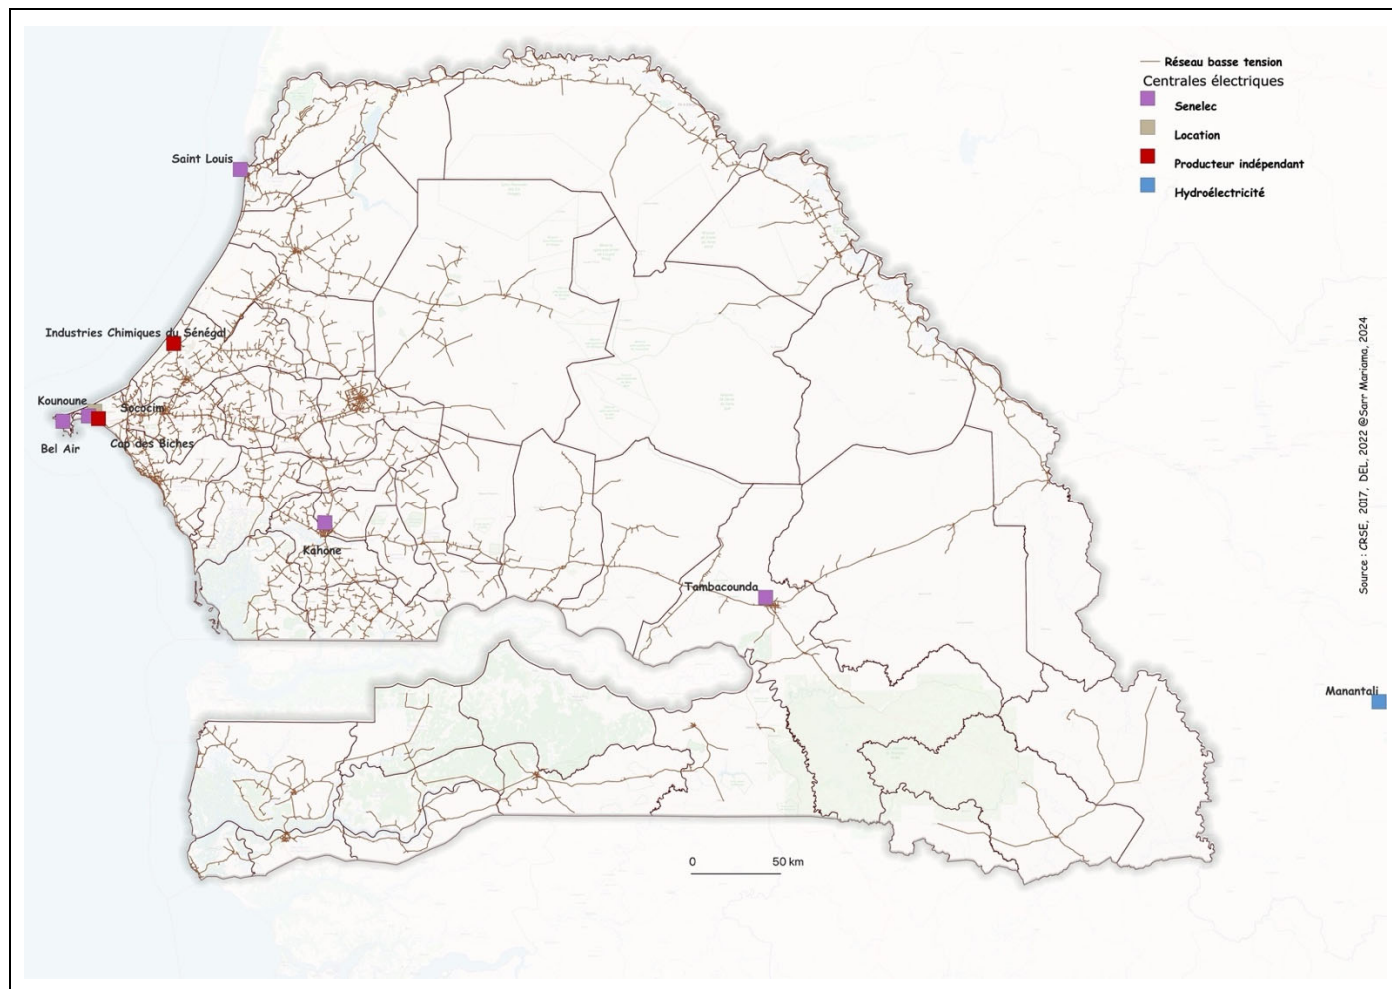 Réseau basse tension
Centrales électriques
Senelec
Location
Producteur indépendant
Hydroélectricité
Saint Louis
Industries Chimiques du Sénégal
Kounoune
Sococim
Cap des Biches
Bel Air
Kahone
Tambacounda
Manantali
0 50 km
Source : CRSE, 2017, DEL, 2022 @Sarr Mariama, 2024